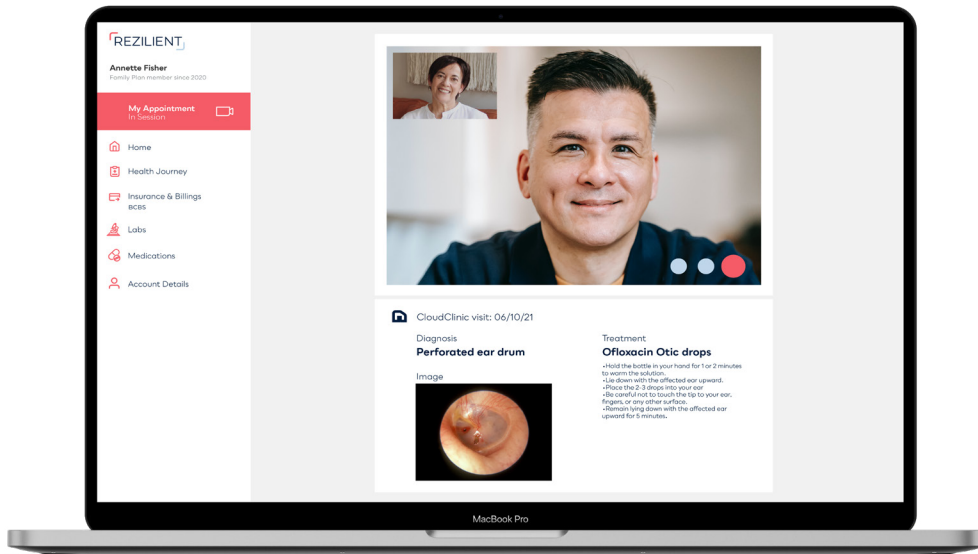 REZILIENT
Annette Fisher
Family Plan member since 2020
My Appointment
In Session
Home
Health Journey
Insurance & Billings
BCBS
Labs
Medications
Account Details
CloudClinic visit: 06/10/21
Diagnosis
Perforated ear drum
Image
Treatment
Ofloxacin Otic drops
•Hold the bottle in your hand for 1 or 2 minutes
to warm the solution.
•Lie down with the affected ear upward.
•Place the 2-3 drops into your ear
•Be careful not to touch the tip to your ear,
fingers, or any other surface.
•Remain lying down with the affected ear
upward for 5 minutes.
MacBook Pro